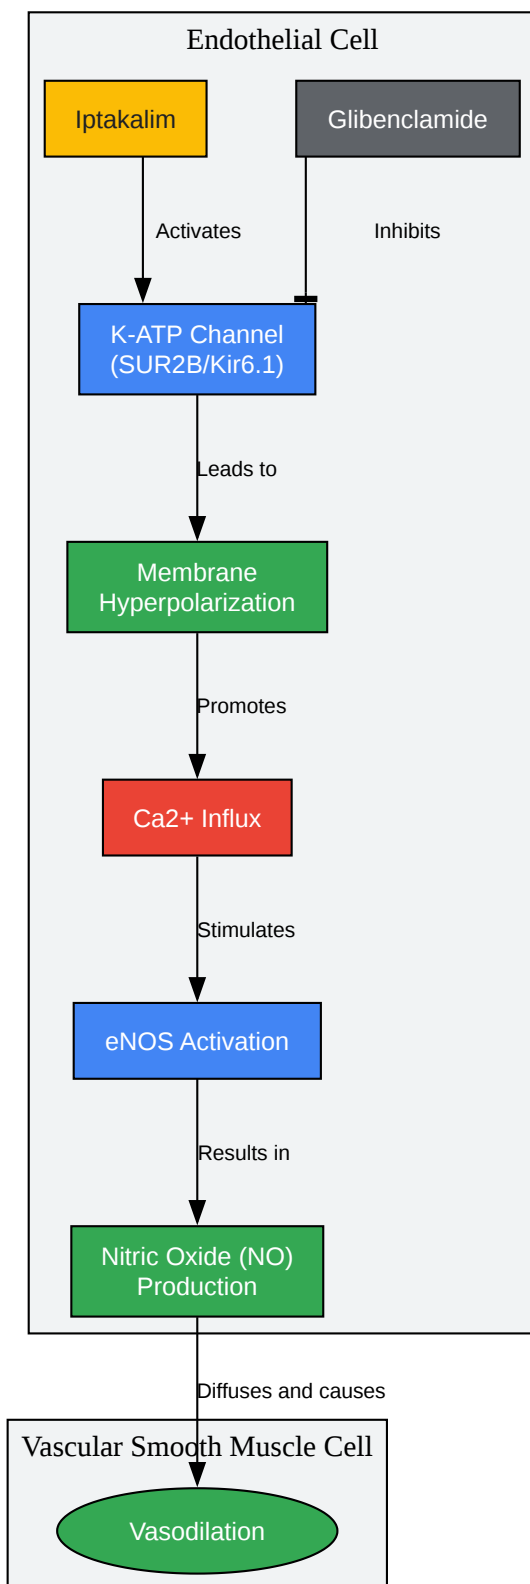 Endothelial Cell
Iptakalim
Glibenclamide
Activates
Inhibits
K-ATP Channel
(SUR2B/Kir6.1)
Leads to
Membrane
Hyperpolarization
Promotes
Ca2+ Influx
Stimulates
eNOS Activation
Results in
Nitric Oxide (NO)
Production
Diffuses and causes
Vascular Smooth Muscle Cell
Vasodilation